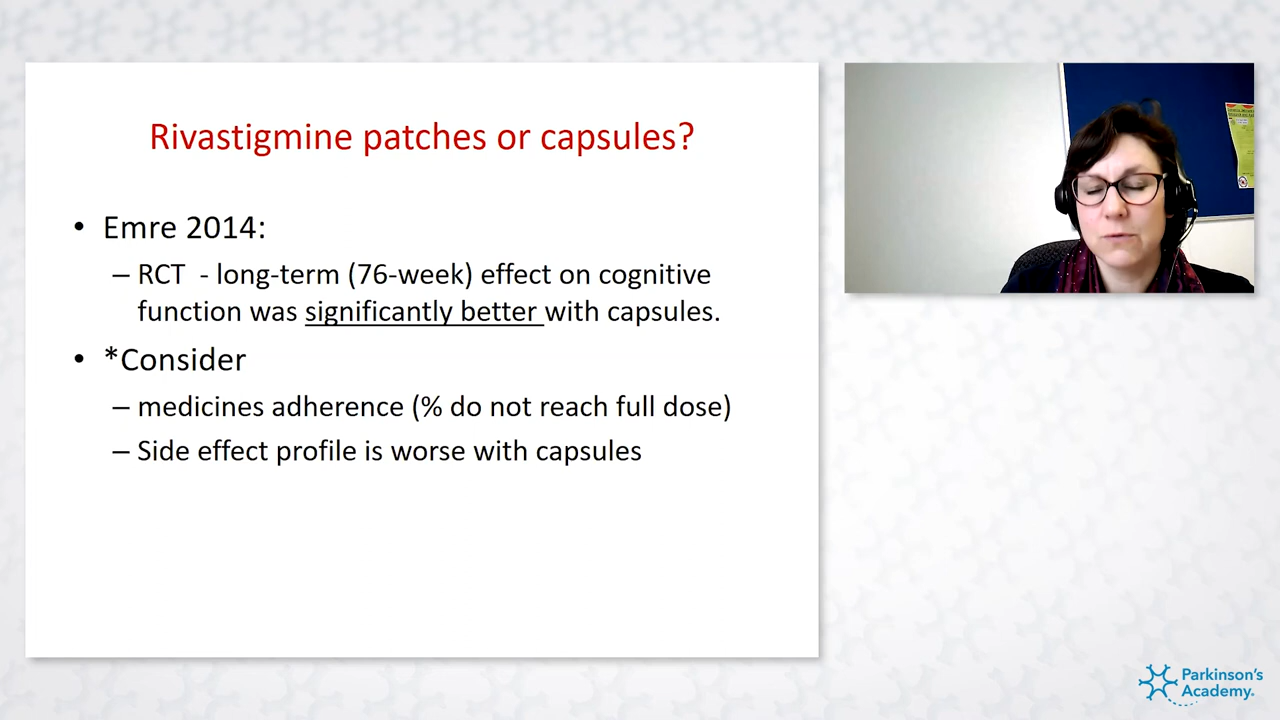 Rivastigmine patches or capsules?
• Emre 2014:
– RCT - long-term (76-week) effect on cognitive
function was significantly better with capsules.
• *Consider
– medicines adherence (% do not reach full dose)
– Side effect profile is worse with capsules
Parkinson's
Academy